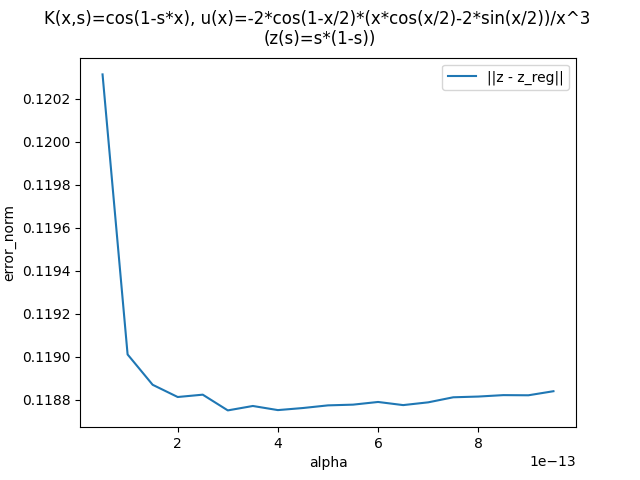 K(x,s)=cos(1-s*x), u(x)=-2*cos(1-x/2)*(x*cos(x/2)-2*sin(x/2))/x^3
(z(s)=s*(1-s))
||z - z_reg||
0.1202
0.1200
0.1198
0.1196
0.1194
0.1192
0.1190
0.1188
error_norm
2
4
6
8
alpha
1e−13